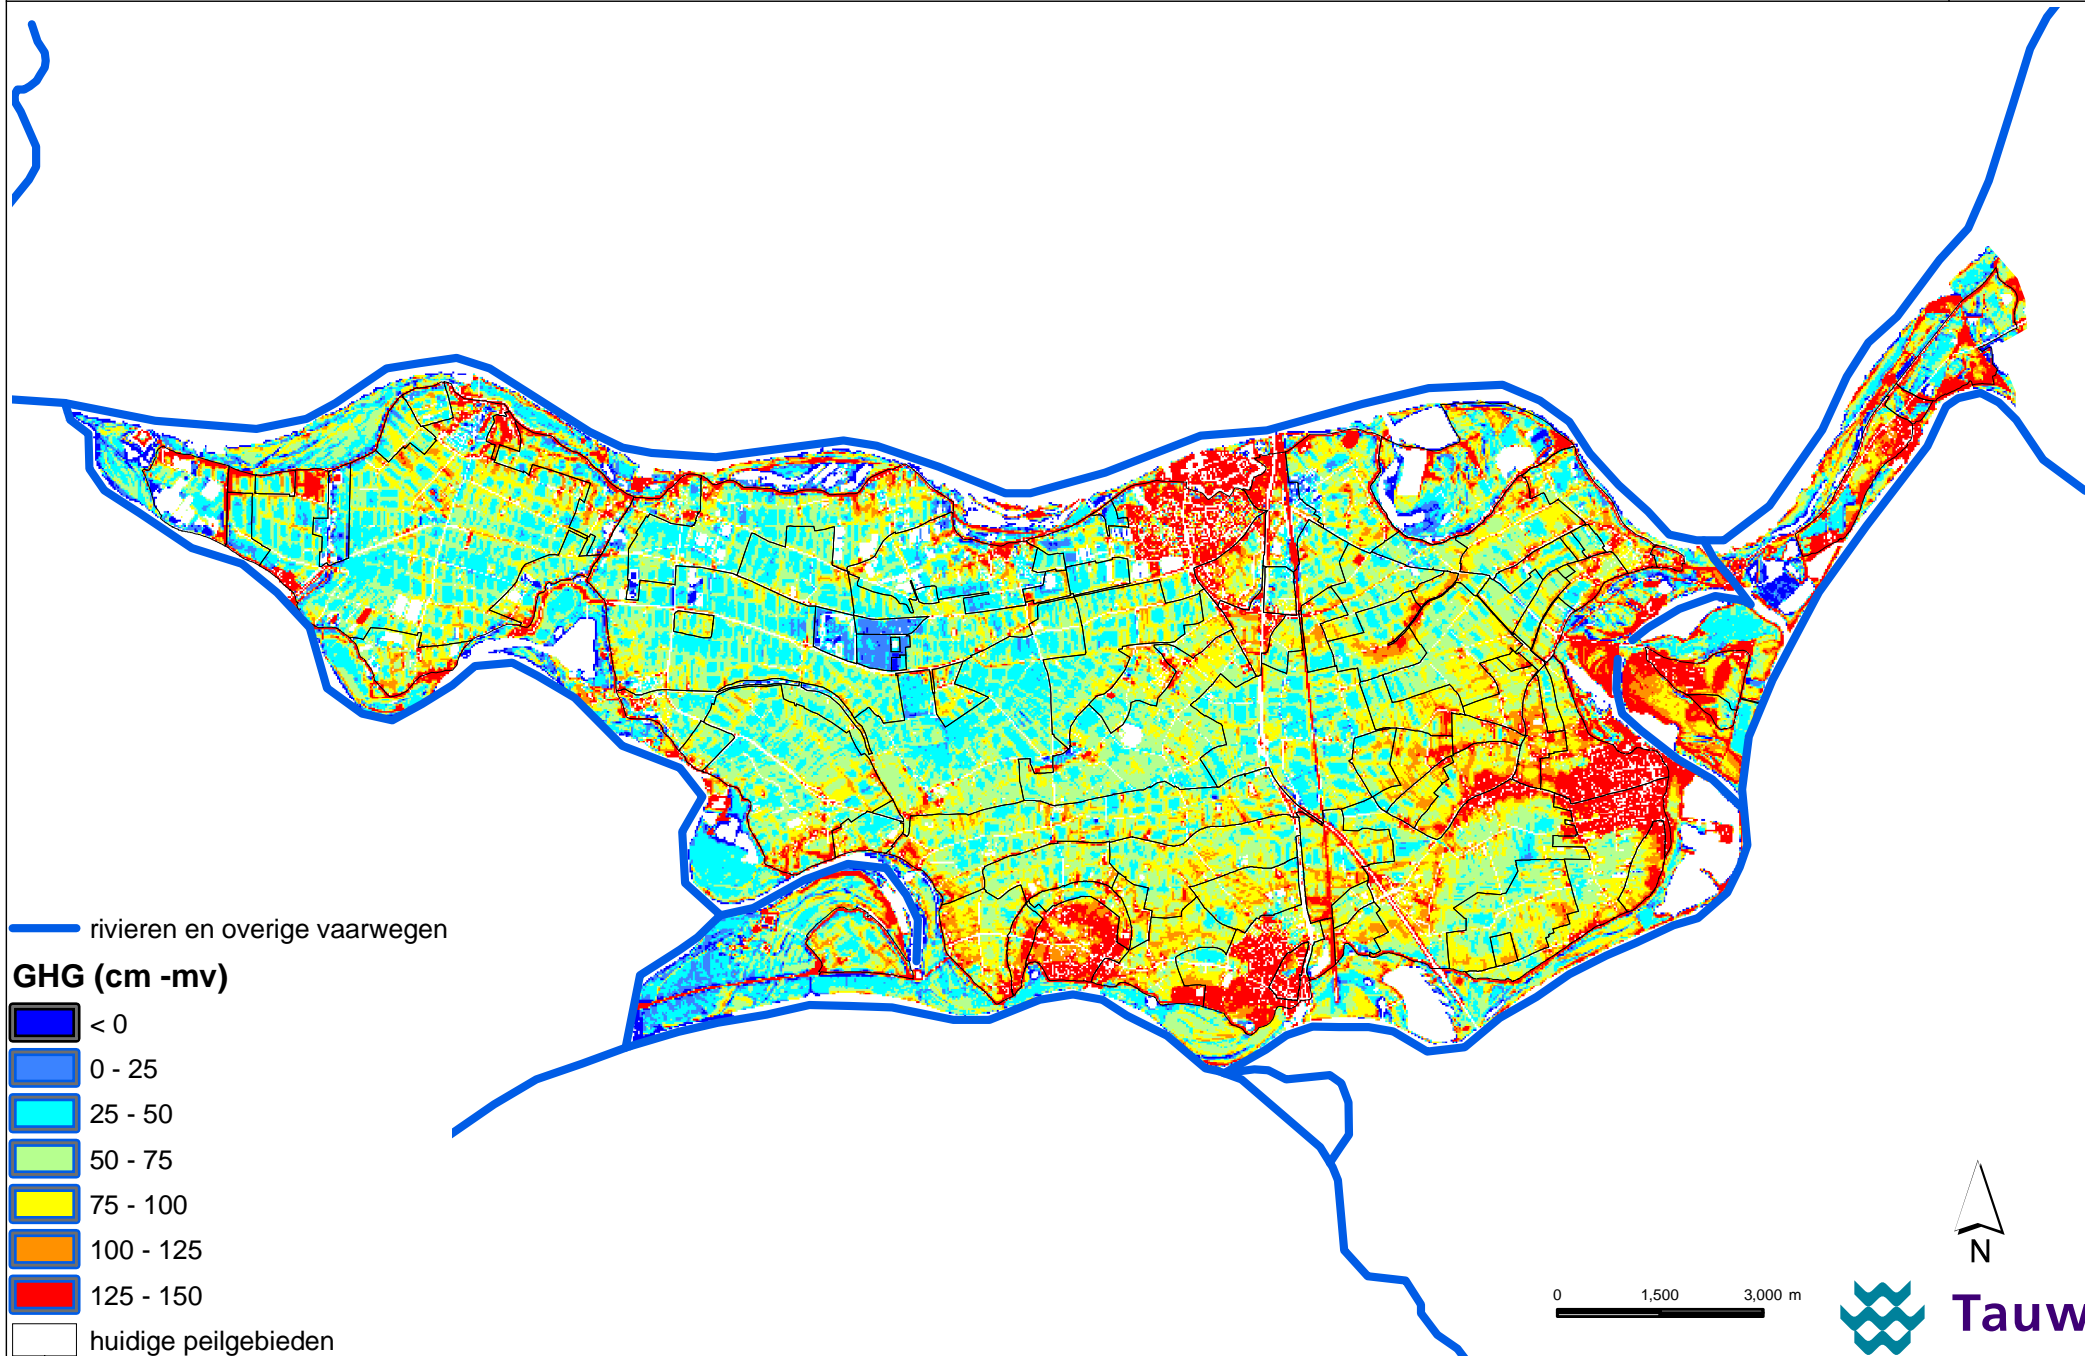 rivieren en overige vaarwegen
GHG (cm -mv)
< 0
0 - 25
25 - 50
50 - 75
75 - 100
100 - 125
125 - 150
huidige peilgebieden
N
0 1,500 3,000 m
Tauw